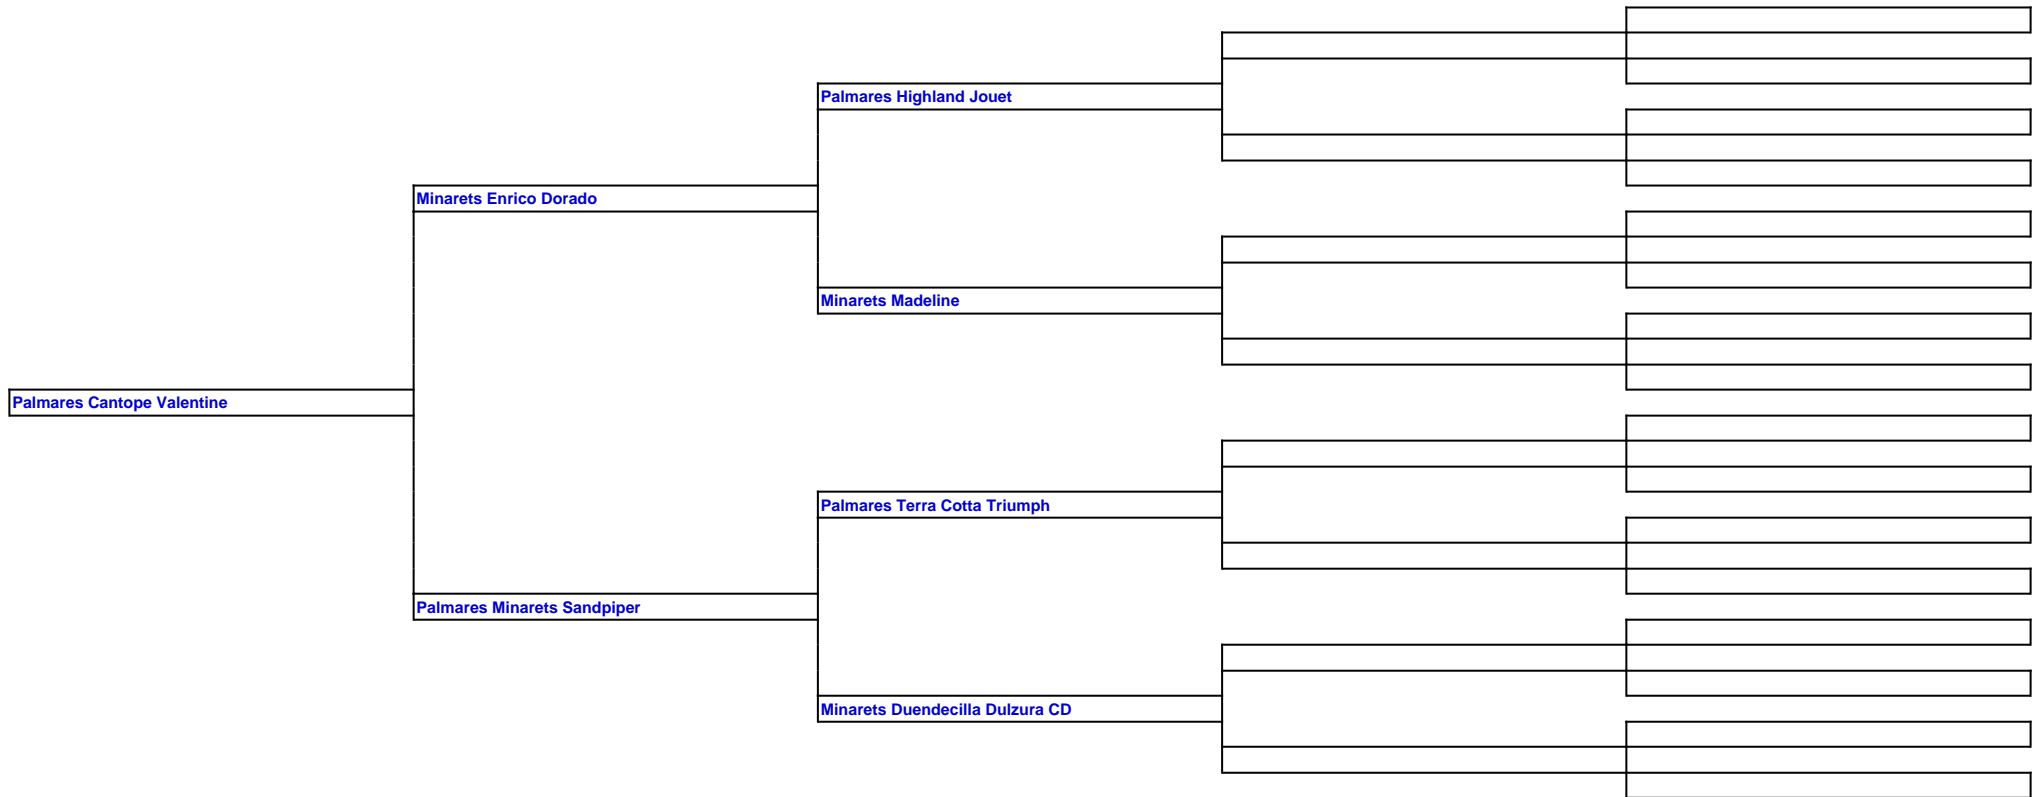 Palmares Highland Jouet
Minarets Enrico Dorado
Minarets Madeline
Palmares Cantope Valentine
Palmares Terra Cotta Triumph
Palmares Minarets Sandpiper
Minarets Duendecilla Dulzura CD